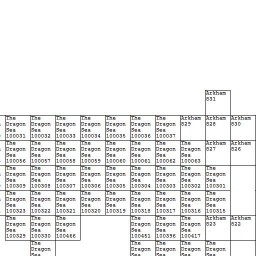 Arkham
831
The The The The The The The Arkham Arkham Arkham
Dragon Dragon Dragon Dragon Dragon Dragon Dragon 829 828 830
Sea Sea Sea Sea Sea Sea Sea
100031 100032 100033 100034 100035 100036 100037
The The The The The The The The Arkham Arkham
Dragon Dragon Dragon Dragon Dragon Dragon Dragon Dragon 827 826
Sea Sea Sea Sea Sea Sea Sea Sea
100056 100057 100058 100059 100060 100061 100062 100063
The The The The The The The The The
Dragon Dragon Dragon Dragon Dragon Dragon Dragon Dragon Dragon
Sea Sea Sea Sea Sea Sea Sea Sea Sea
100309 100308 100307 100306 100305 100304 100303 100302 100301
The The The The The The The The The
Dragon Dragon Dragon Dragon Dragon Dragon Dragon Dragon Dragon
Sea Sea Sea Sea Sea Sea Sea Sea Sea
100323 100322 100321 100320 100319 100318 100317 100316 100315
The The The The The The Arkham Arkham
Dragon Dragon Dragon Dragon Dragon Dragon 823 822
Sea Sea Sea Sea Sea Sea
100329 100330 100466 100451 100396 100417
The The The The The
Dragon Dragon Dragon Dragon Dragon